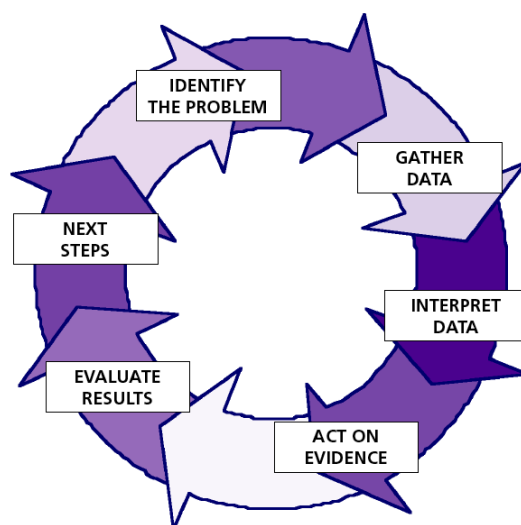 IDENTIFY
THE PROBLEM
GATHER
DATA
INTERPRET
DATA
ACT ON
EVIDENCE
EVALUATE
RESULTS
NEXT
STEPS